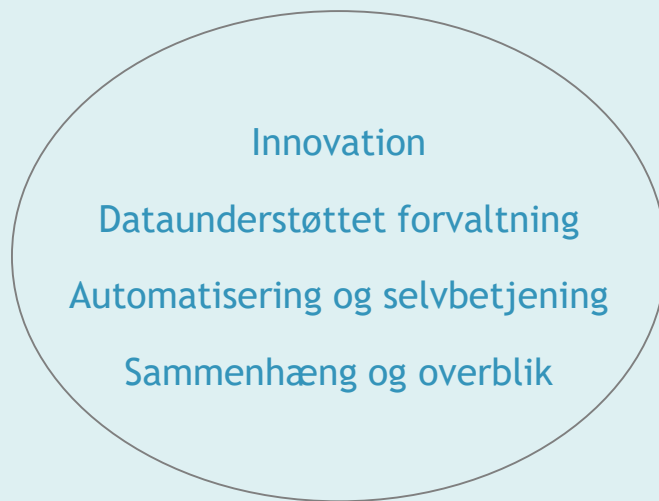 Innovation
Dataunderstøttet forvaltning
Automatisering og selvbetjening
Sammenhæng og overblik